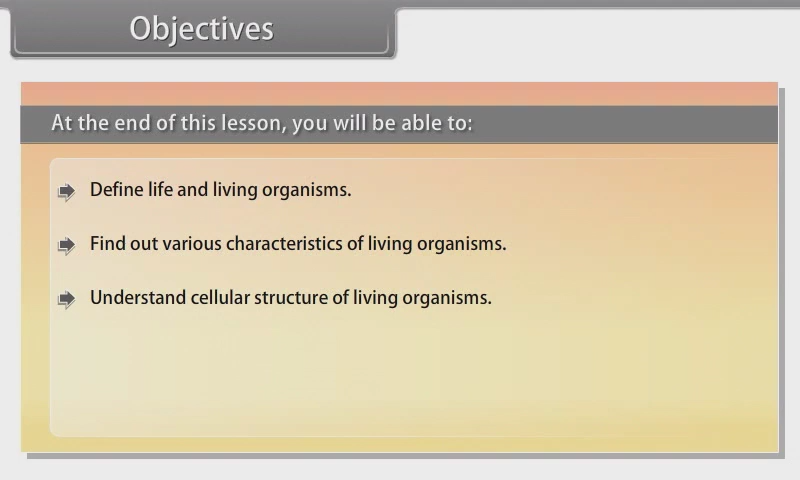 Objectives
At the end of this lesson, you will be able to:
Define life and living organisms.
Find out various characteristics of living organisms.
Understand cellular structure of living organisms.